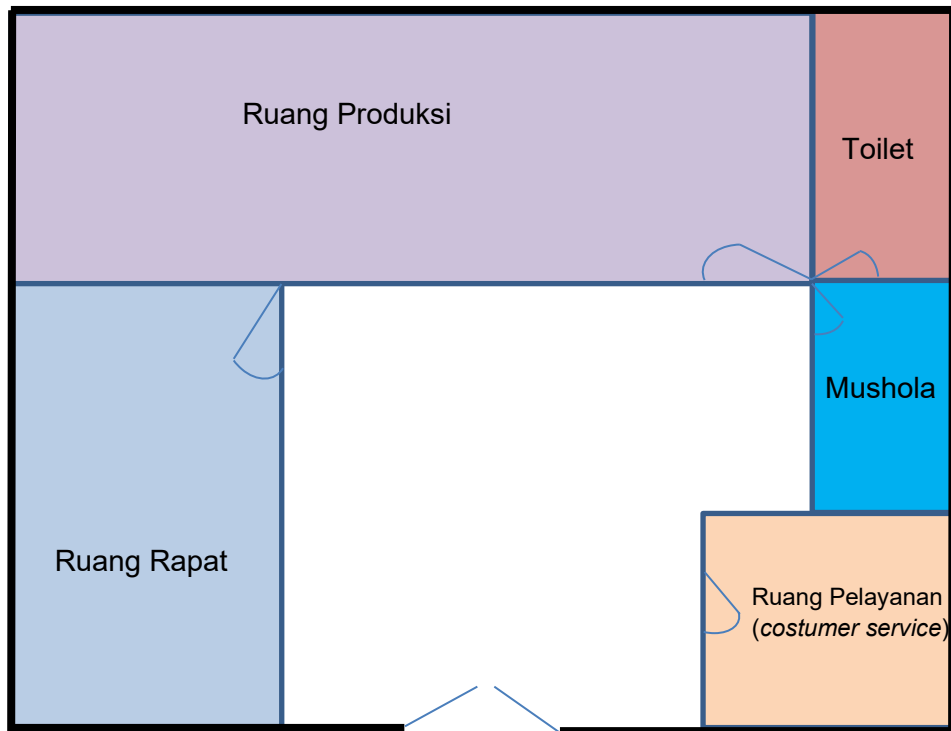 Ruang Produksi
Toilet
Mushola
Ruang Rapat
Ruang Pelayanan
(costumer service)